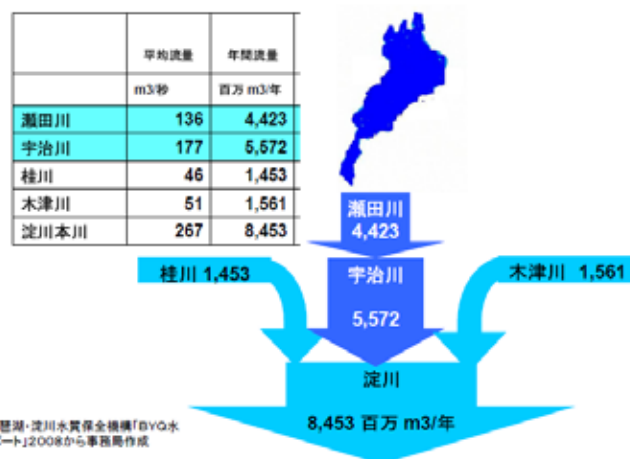 平均流量 年間流量
m3/秒 百万 m3/年
瀬田川 136 4,423
宇治川 177 5,572
桂川 46 1,453
木津川 51 1,561
淀川本川 267 8,453
瀬田川
4,423
桂川 1,453
宇治川
木津川 1,561
5,572
淀川
8,453 百万 m3/年
琶湖・淀川水質保全機構「BYQ水
ート」2008から事務局作成